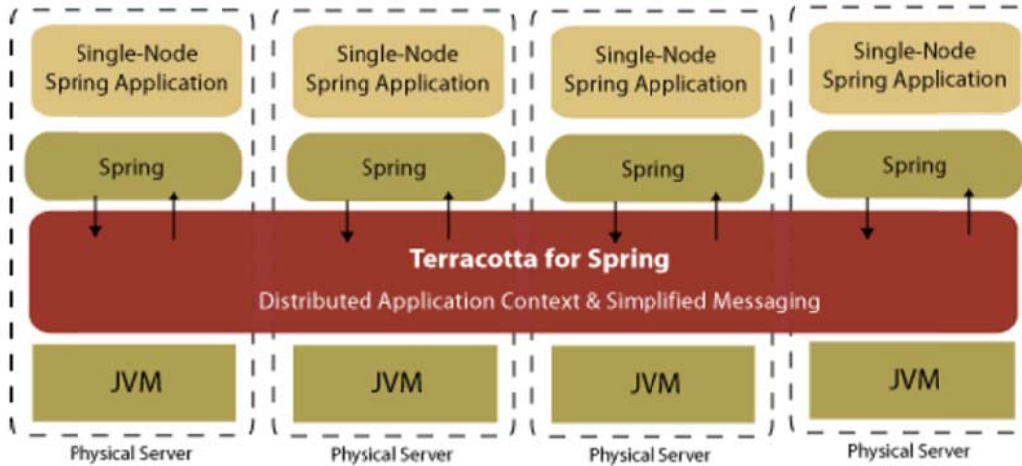 Single-Node
Spring Application
Single-Node
Spring Application
Single-Node
Spring Application
Single-Node
Spring Application
Spring
Spring
Spring
Spring
Terracotta for Spring
Distributed Application Context & Simplified Messaging
JVM
JVM
JVM
JVM
Physical Server
Physical Server
Physical Server
Physical Server